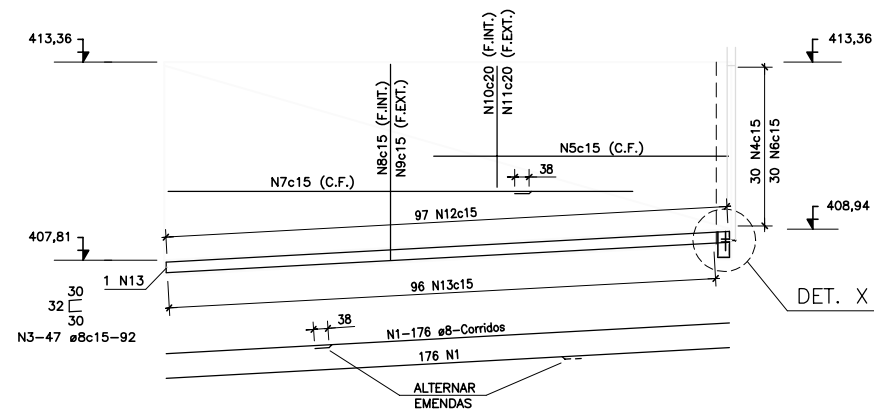 413,36
413,36
N10c20 (F.INT.)
N11c20 (F.EXT.)
N8c15 (F.INT.)
N9c15 (F.EXT.)
30 N4c15
30 N6c15
N5c15 (C.F.)
38
N7c15 (C.F.)
97 N12c15
408,94
407,81
1 N13
96 N13c15
DET. X
30
32
30
N3-47 ø8c15-92
38
N1-176 ø8-Corridos
176 N1
ALTERNAR
EMENDAS